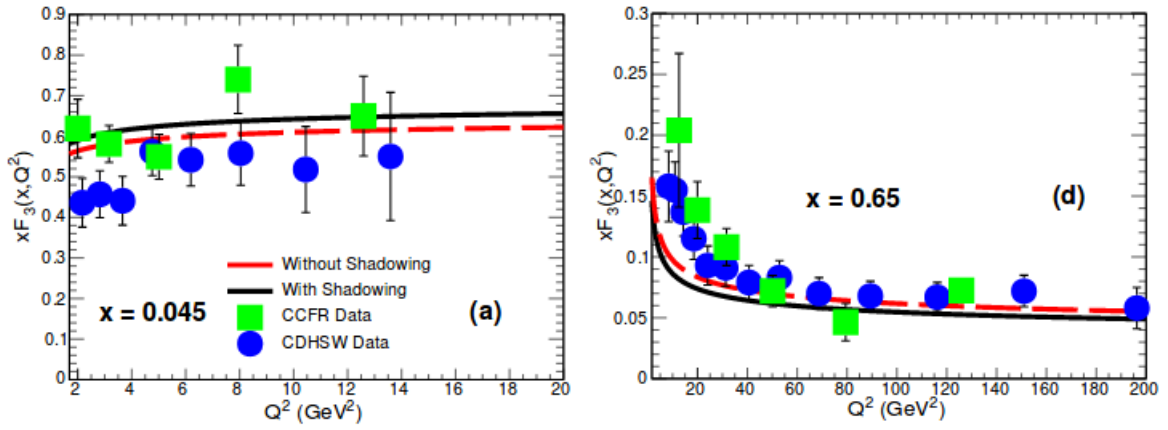 0.9
0.8
0.7
0.6
0.5
0.4
0.3
0.2
0.1
0
xF3(x,Q²)
Without Shadowing
With Shadowing
CCFR Data
CDHSW Data
x = 0.045
(a)
2 4 6 8 10 12 14 16 18 20
Q² (GeV²)
0.3
0.25
0.2
0.15
0.1
0.05
0
xF3(x,Q²)
x = 0.65
(d)
20 40 60 80 100 120 140 160 180 200
Q² (GeV²)